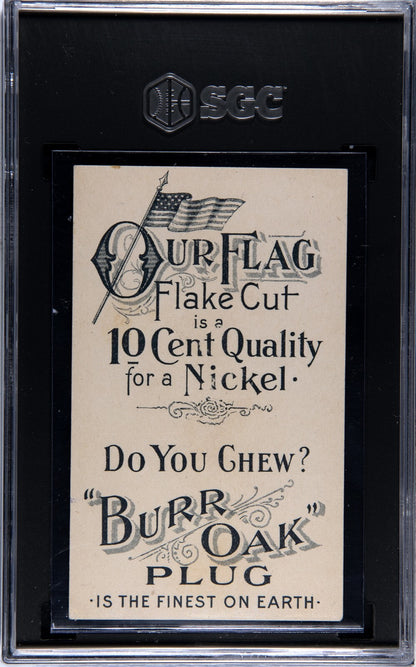 SGC
OUR FLAG
Flake Cut
is a
10 Cent Quality
for a Nickel.
DO YOU CHEW?
"BURR
OAK"
PLUG
·IS THE FINEST ON EARTH·